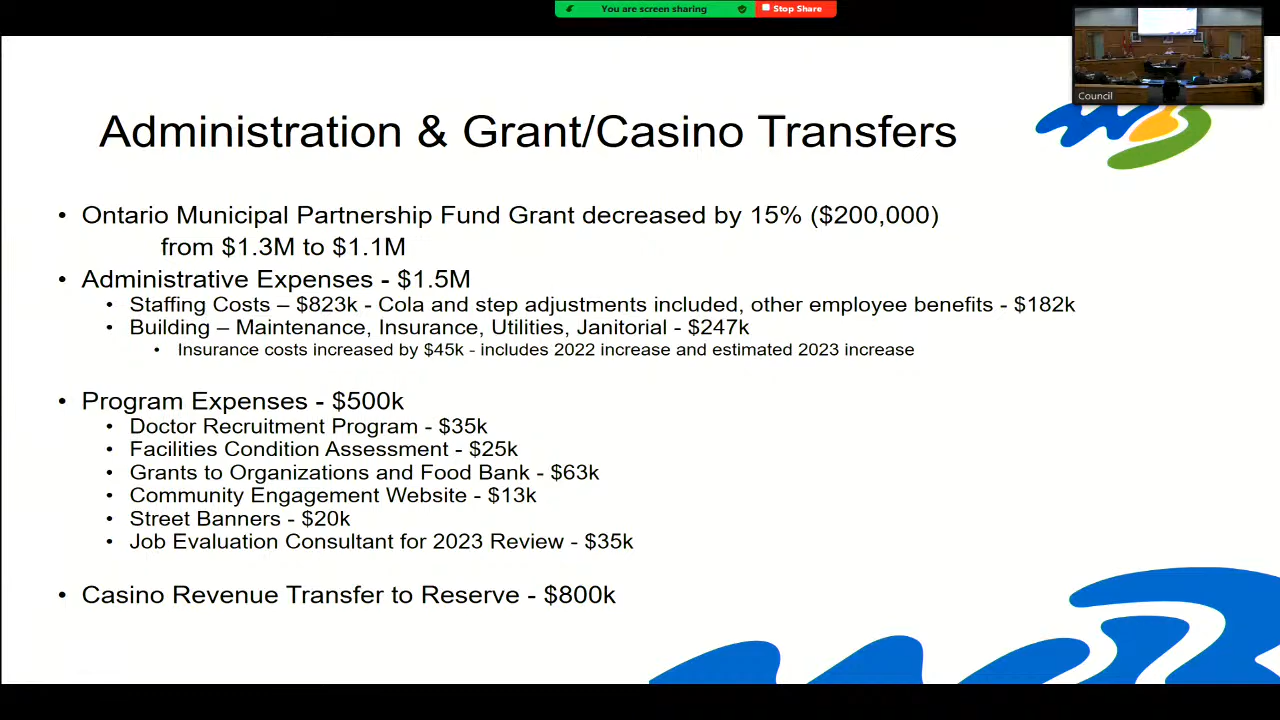 You are screen sharing
Stop Share
Council
Administration & Grant/Casino Transfers
• Ontario Municipal Partnership Fund Grant decreased by 15% ($200,000)
from $1.3M to $1.1M
• Administrative Expenses - $1.5M
• Staffing Costs – $823k - Cola and step adjustments included, other employee benefits - $182k
• Building – Maintenance, Insurance, Utilities, Janitorial - $247k
• Insurance costs increased by $45k - includes 2022 increase and estimated 2023 increase
• Program Expenses - $500k
• Doctor Recruitment Program - $35k
• Facilities Condition Assessment - $25k
• Grants to Organizations and Food Bank - $63k
• Community Engagement Website - $13k
• Street Banners - $20k
• Job Evaluation Consultant for 2023 Review - $35k
• Casino Revenue Transfer to Reserve - $800k